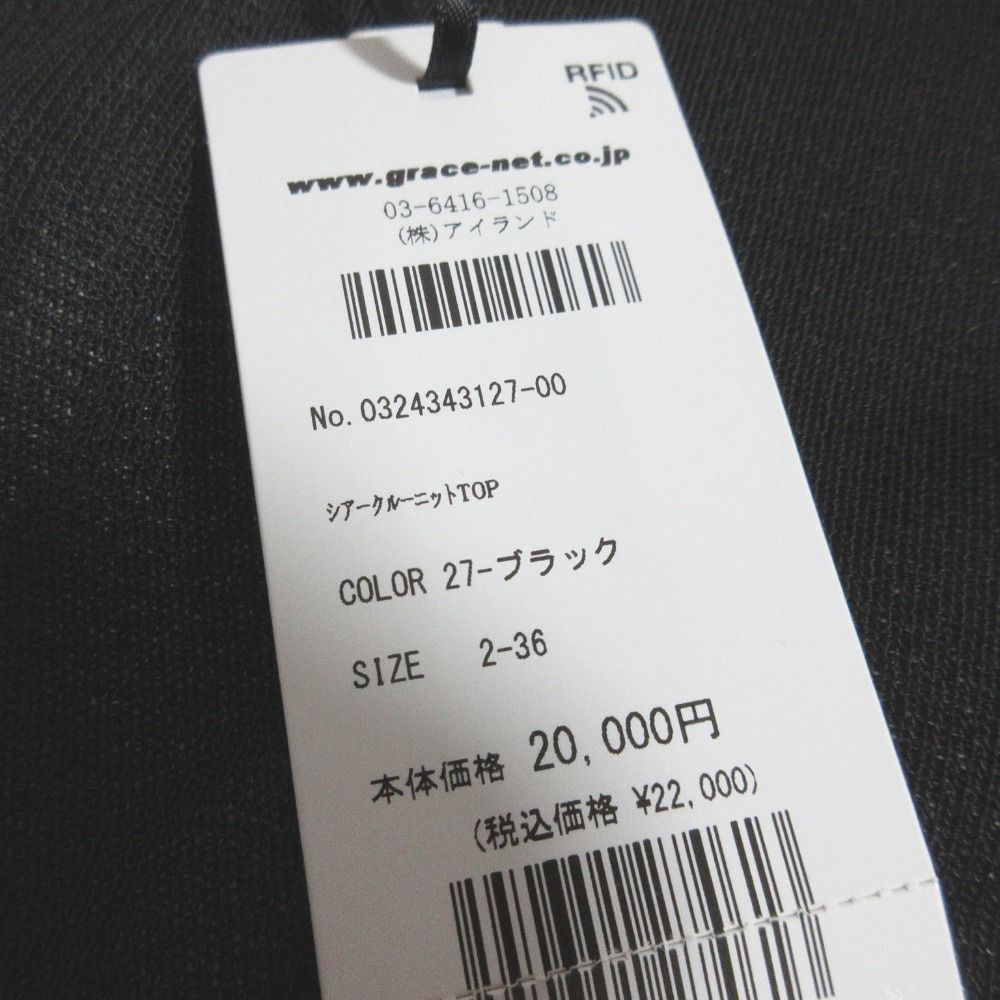 RFID
www.grace-net.co.jp
03-6416-1508
(株)アイランド
No.0324343127-00
ｼｱｰｸﾙｰﾆｯﾄTOP
COLOR 27-ブラック
SIZE 2-36
本体価格 20,000円
(税込価格 ¥22,000)